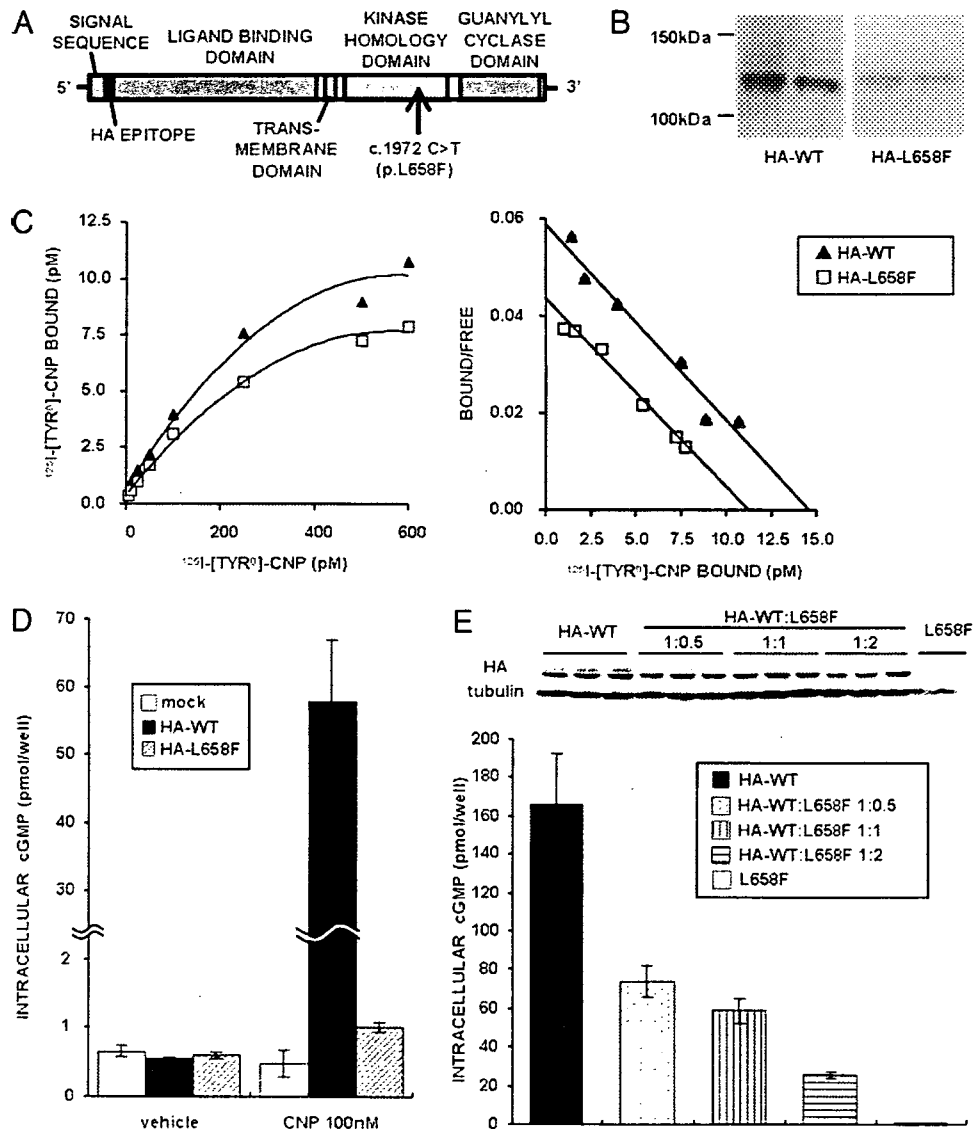 A
SIGNAL
SEQUENCE
LIGAND BINDING
DOMAIN
KINASE
HOMOLOGY
DOMAIN
GUANYLYL
CYCLASE
DOMAIN
5'
3'
HA EPITOPE
TRANS-
MEMBRANE
DOMAIN
c.1972 C>T
(p.L658F)
B
150kDa
100kDa
HA-WT
HA-L658F
C
12.5
10.0
7.5
5.0
2.5
0.0
0
200
400
600
¹²⁵I-[TYR⁰]-CNP BOUND (pM)
¹²⁵I-[TYR⁰]-CNP (pM)
0.06
0.04
0.02
0.00
0.0
2.5
5.0
7.5
10.0
12.5
15.0
BOUND/FREE
¹²⁵I-[TYR⁰]-CNP BOUND (pM)
HA-WT
HA-L658F
D
70
60
50
40
30
2
1
0
INTRACELLULAR cGMP (pmol/well)
mock
HA-WT
HA-L658F
vehicle
CNP 100nM
E
HA-WT
HA-WT:L658F
1:0.5
1:1
1:2
L658F
HA
tubulin
200
180
160
140
120
100
80
60
40
20
0
INTRACELLULAR cGMP (pmol/well)
HA-WT
HA-WT:L658F 1:0.5
HA-WT:L658F 1:1
HA-WT:L658F 1:2
L658F